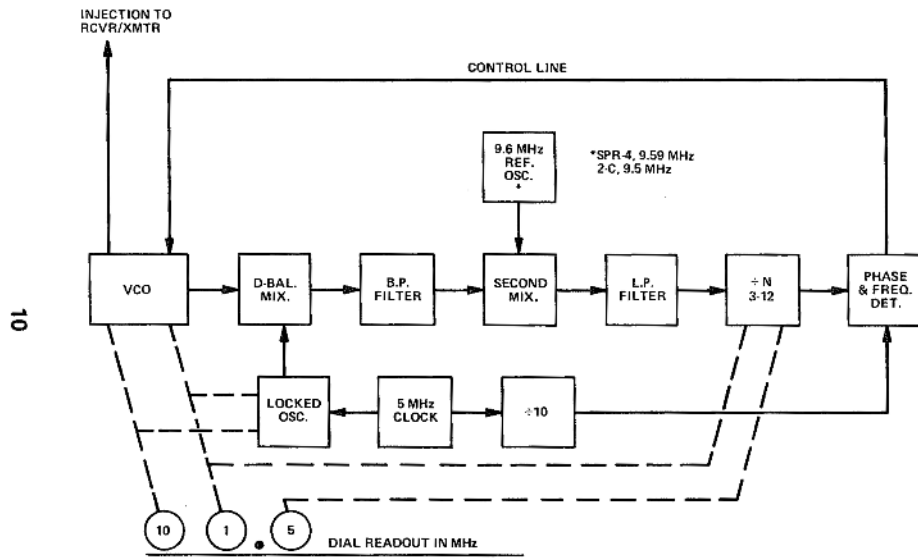 INJECTION TO
RCVR/XMTR
CONTROL LINE
9.6 MHz
REF.
OSC.
*
*SPR-4, 9.59 MHz
2-C, 9.5 MHz
VCO
D-BAL.
MIX.
B.P.
FILTER
SECOND
MIX.
L.P.
FILTER
÷ N
3-12
PHASE
& FREQ.
DET.
10
LOCKED
OSC.
5 MHz
CLOCK
÷10
10
1
.
5
DIAL READOUT IN MHz